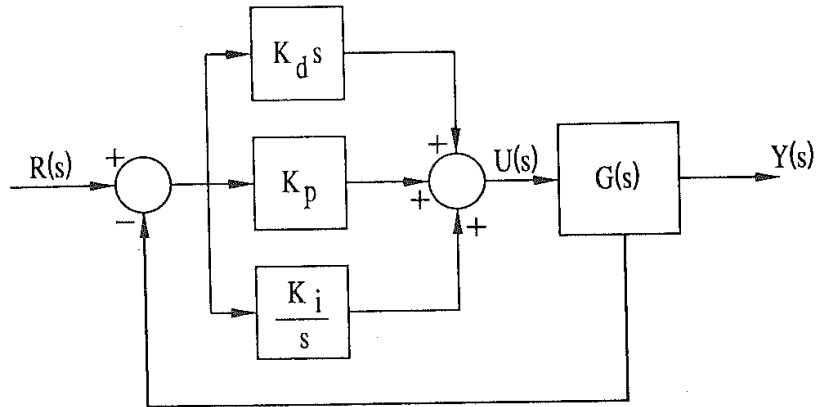 K_d s
+
R(s)
+
K_p
+
U(s)
G(s)
Y(s)
−
+
K_i
s